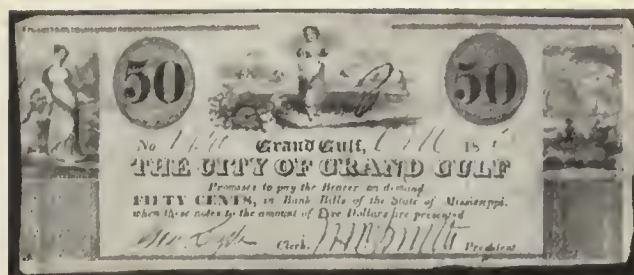 50 50
No Grand Gulf, 18
THE CITY OF GRAND GULF
Promises to pay the Bearer on demand
FIFTY CENTS, in Bank Bills of the State of Mississippi,
when these notes to the amount of Five Dollars are presented
Clerk. President